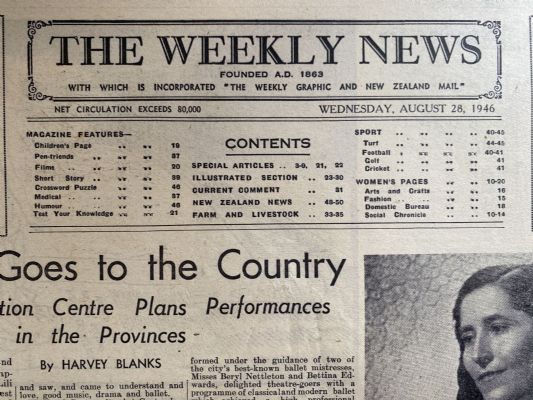 THE WEEKLY NEWS
FOUNDED A.D. 1863
WITH WHICH IS INCORPORATED "THE WEEKLY GRAPHIC AND NEW ZEALAND MAIL"
NET CIRCULATION EXCEEDS 80,000
WEDNESDAY, AUGUST 28, 1946
MAGAZINE FEATURES—
Children's Page .. .. 19
Pen-friends .. .. 37
Films .. .. 20
Short Story .. .. 39
Crossword Puzzle .. 46
Medical .. .. 37
Humour .. .. 46
Test Your Knowledge .. .. 21
CONTENTS
SPECIAL ARTICLES .. 3-9, 21, 22
ILLUSTRATED SECTION .. 23-30
CURRENT COMMENT .. 31
NEW ZEALAND NEWS .. 48-50
FARM AND LIVESTOCK .. 33-35
SPORT .. .. .. 40-45
Turf .. .. .. 44-45
Football .. .. .. 40-41
Golf .. .. .. 41
Cricket .. .. .. 41
WOMEN'S PAGES .. 10-20
Arts and Crafts .. 16
Fashion .. .. .. 15
Domestic Bureau .. 18
Social Chronicle .. 10-14
Goes to the Country
tion Centre Plans Performances
in the Provinces
By HARVEY BLANKS
and saw, and came to understand and
love, good music, drama and ballet.
formed under the guidance of two of
the city's best-known ballet mistresses,
Misses Beryl Nettleton and Bettina Ed-
wards, delighted theatre-goers with a
programme of classical and modern ballet